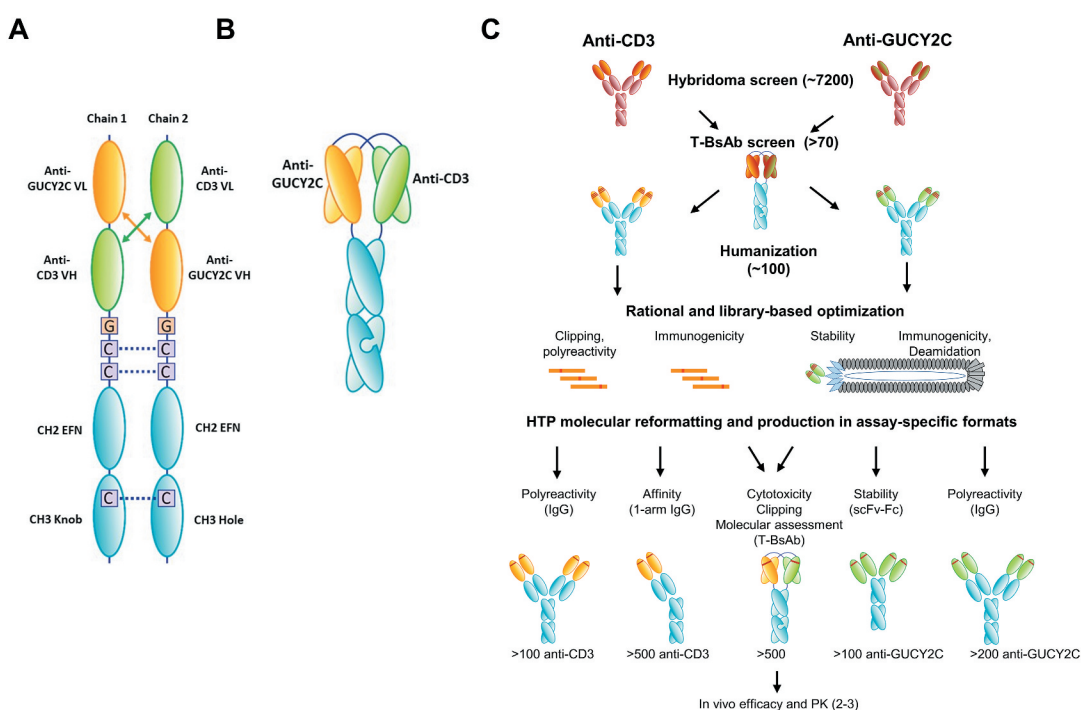 A
B
C
Chain 1
Chain 2
Anti-
GUCY2C VL
Anti-
CD3 VL
Anti-
CD3 VH
Anti-
GUCY2C VH
G
G
C
C
C
C
CH2 EFN
CH2 EFN
C
C
CH3 Knob
CH3 Hole
Anti-
GUCY2C
Anti-CD3
Anti-CD3
Anti-GUCY2C
Hybridoma screen (~7200)
T-BsAb screen (>70)
Humanization
(~100)
Rational and library-based optimization
Clipping,
polyreactivity
Immunogenicity
Stability
Immunogenicity,
Deamidation
HTP molecular reformatting and production in assay-specific formats
Polyreactivity
(IgG)
Affinity
(1-arm IgG)
Cytotoxicity
Clipping
Molecular assessment
(T-BsAb)
Stability
(scFv-Fc)
Polyreactivity
(IgG)
>100 anti-CD3
>500 anti-CD3
>500
>100 anti-GUCY2C
>200 anti-GUCY2C
In vivo efficacy and PK (2-3)